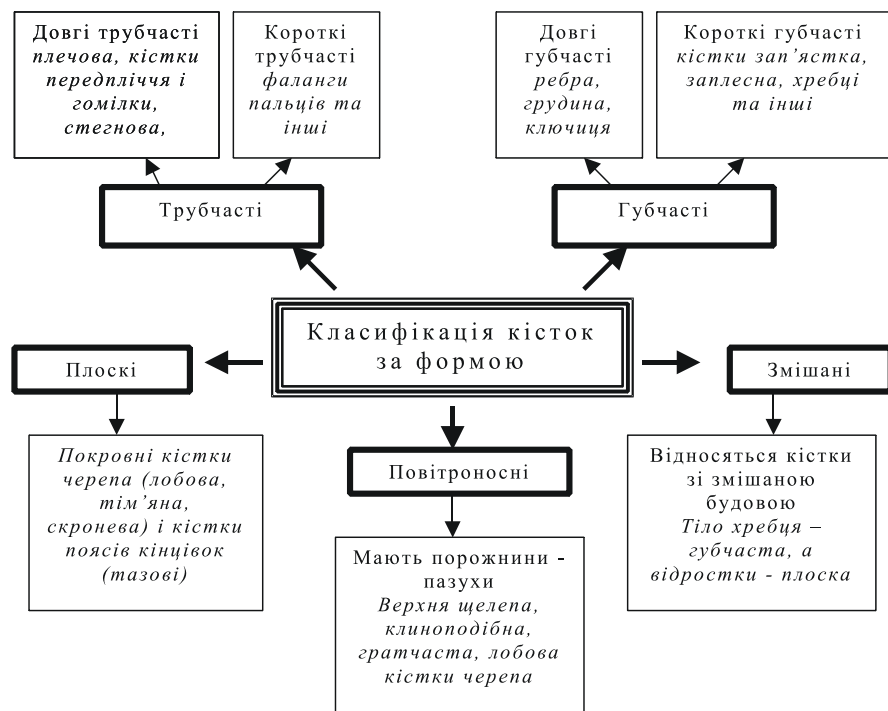 Довгі трубчасті
плечова, кістки
передпліччя і
гомілки,
стегнова,
Короткі
трубчасті
фаланги
пальців та
інші
Довгі
губчасті
ребра,
грудина,
ключиця
Короткі губчасті
кістки зап’ястка,
заплесна, хребці
та інші
Трубчасті
Губчасті
Класифікація кісток
за формою
Плоскі
Змішані
Покровні кістки
черепа (лобова,
тім’яна,
скронева) і кістки
поясів кінцівок
(тазові)
Повітроносні
Мають порожнини -
пазухи
Верхня щелепа,
клиноподібна,
гратчаста, лобова
кістки черепа
Відносяться кістки
зі змішаною
будовою
Тіло хребця –
губчаста, а
відростки - плоска